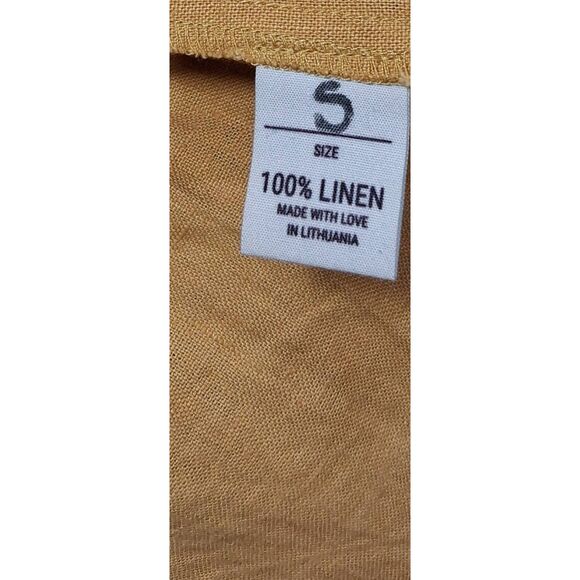 S
SIZE
100% LINEN
MADE WITH LOVE
IN LITHUANIA